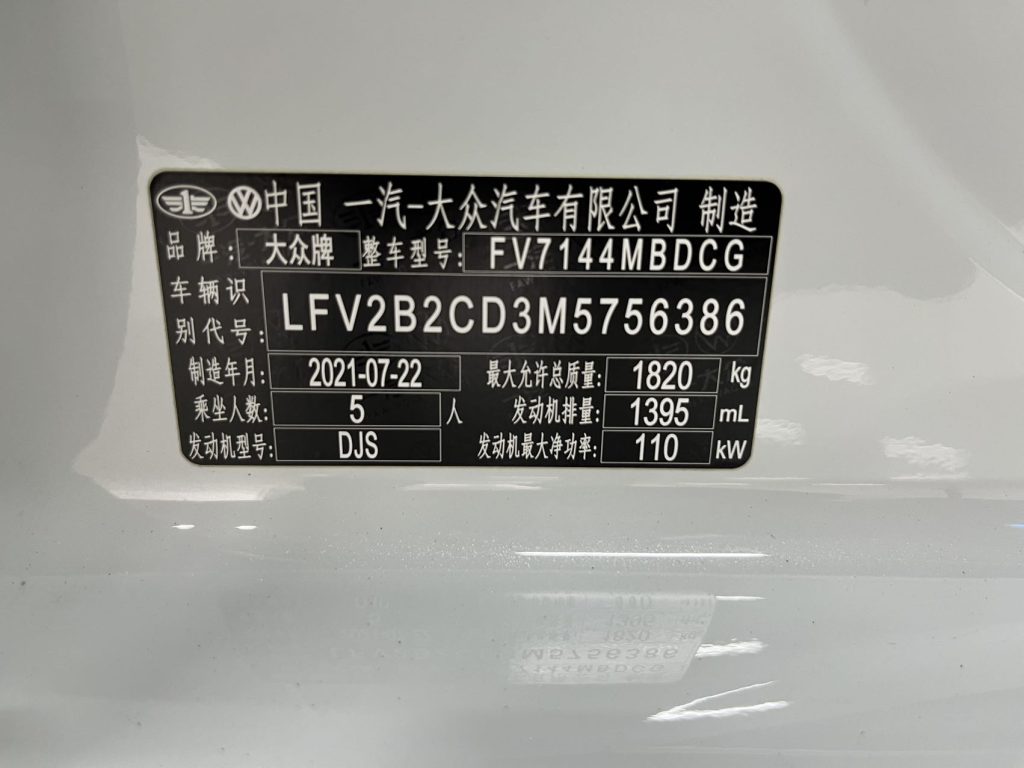 中国 一汽-大众汽车有限公司 制造
品牌: 大众牌 整车型号: FV7144MBDCG
车辆识别代号: LFV2B2CD3M5756386
制造年月: 2021-07-22 最大允许总质量: 1820 kg
乘坐人数: 5 人 发动机排量: 1395 mL
发动机型号: DJS 发动机最大净功率: 110 kW